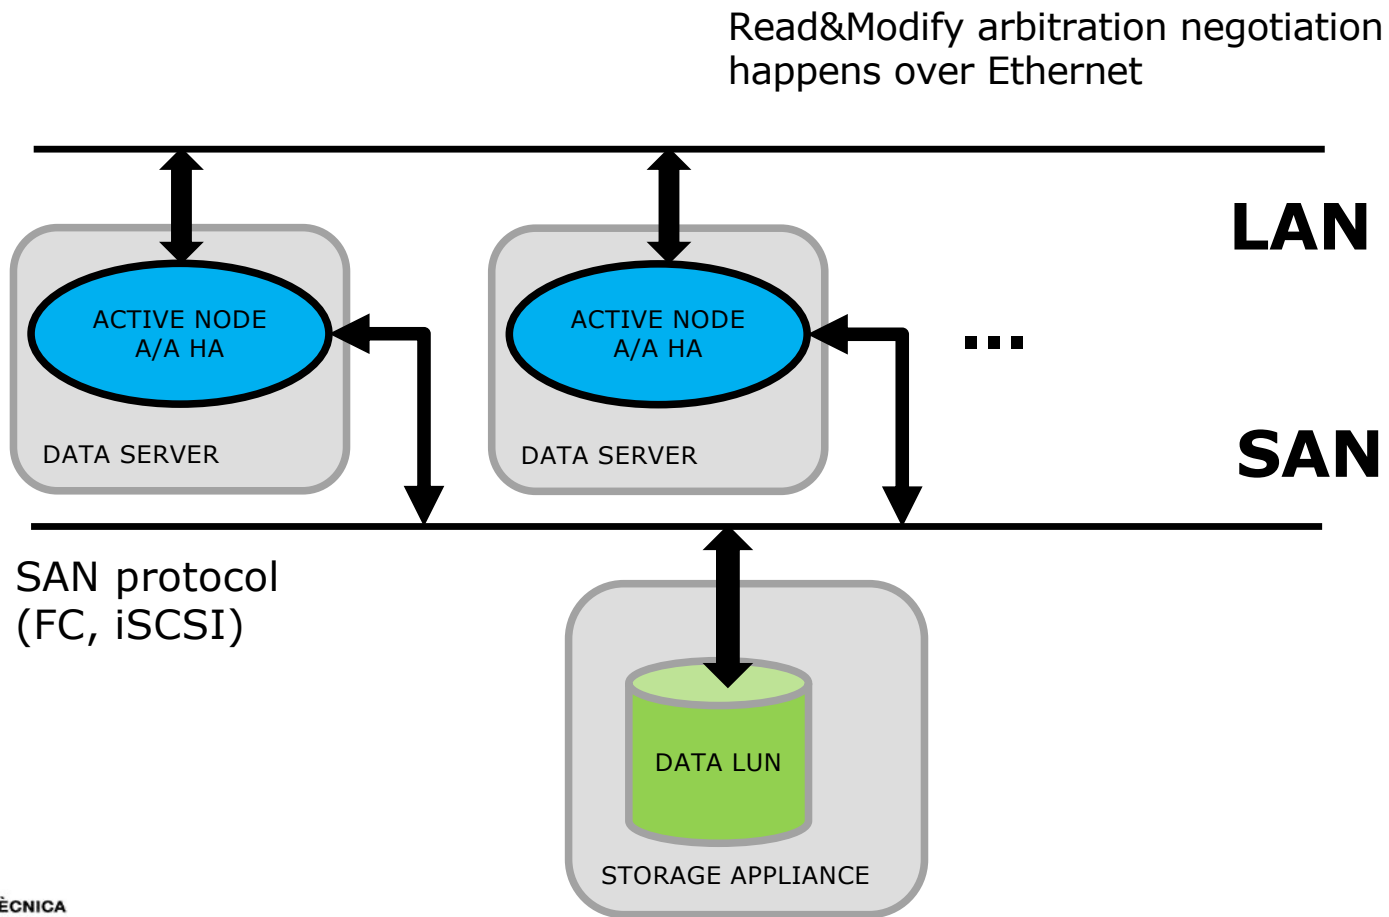 Read&Modify arbitration negotiation
happens over Ethernet
LAN
ACTIVE NODE
A/A HA
DATA SERVER
ACTIVE NODE
A/A HA
DATA SERVER
...
SAN
SAN protocol
(FC, iSCSI)
DATA LUN
STORAGE APPLIANCE
ÈCNICA